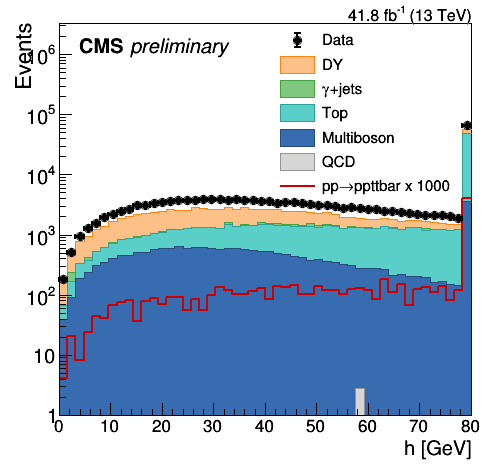 41.8 fb⁻¹ (13 TeV)
CMS preliminary
Events
Data
DY
γ+jets
Top
Multiboson
QCD
pp→ppttbar x 1000
10⁶
10⁵
10⁴
10³
10²
10
1
0 10 20 30 40 50 60 70 80
h [GeV]